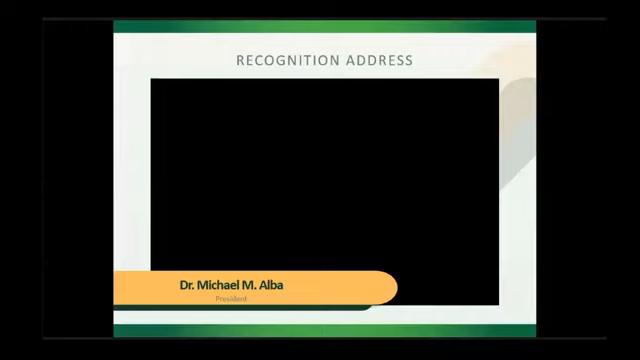 RECOGNITION ADDRESS
Dr. Michael M. Alba
President